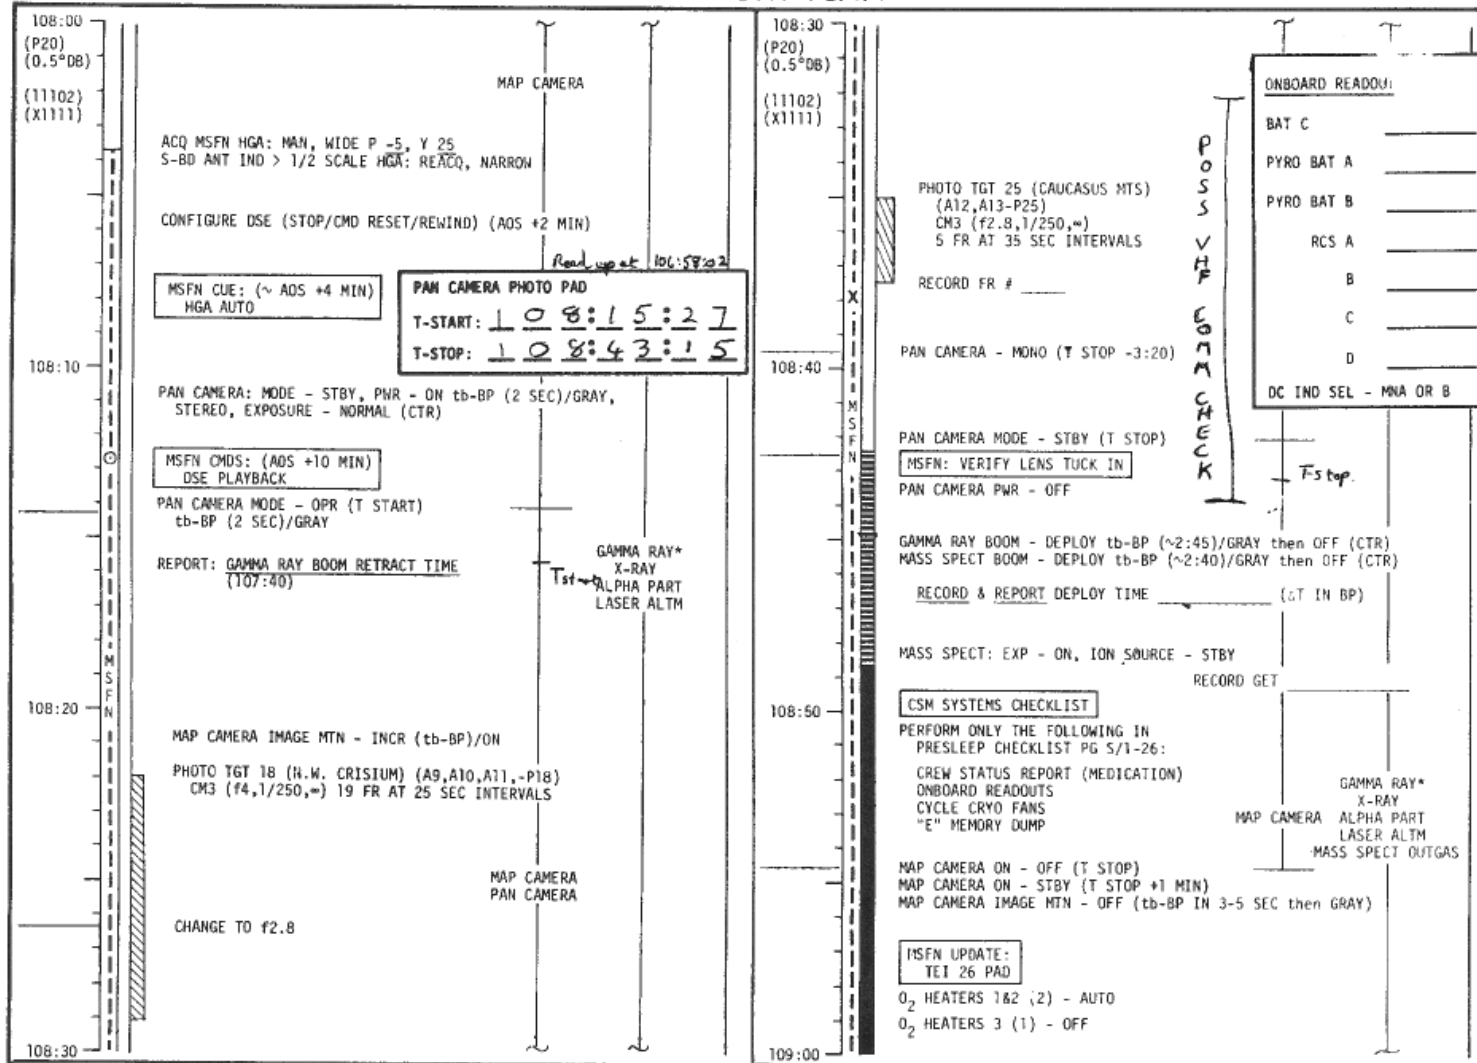 108:00
(P20)
(0.5°DB)
(11102)
(X1111)
MAP CAMERA
ACQ MSFN HGA: MAN, WIDE P -5, Y 25
S-BD ANT IND > 1/2 SCALE HGA: REACQ, NARROW
CONFIGURE DSE (STOP/CMD RESET/REWIND) (AOS +2 MIN)
Read up at 106:58:02
MSFN CUE: (~ AOS +4 MIN)
HGA AUTO
PAN CAMERA PHOTO PAD
T-START: 1 0 8:1 5:2 7
T-STOP: 1 0 8:4 3:1 5
108:10
PAN CAMERA: MODE - STBY, PWR - ON tb-BP (2 SEC)/GRAY,
STEREO, EXPOSURE - NORMAL (CTR)
MSFN CMDS: (AOS +10 MIN)
DSE PLAYBACK
PAN CAMERA MODE - OPR (T START)
tb-BP (2 SEC)/GRAY
REPORT: GAMMA RAY BOOM RETRACT TIME
(107:40)
GAMMA RAY*
X-RAY
ALPHA PART
LASER ALTM
MSFN
108:20
MAP CAMERA IMAGE MTN - INCR (tb-BP)/ON
PHOTO TGT 18 (N.W. CRISIUM) (A9,A10,A11,-P18)
CM3 (f4,1/250,∞) 19 FR AT 25 SEC INTERVALS
MAP CAMERA
PAN CAMERA
CHANGE TO f2.8
108:30
108:30
(P20)
(0.5°DB)
(11102)
(X1111)
ONBOARD READOU
BAT C
PYRO BAT A
PYRO BAT B
RCS A
B
C
D
DC IND SEL - MNA OR B
POSS VHF COMM CHECK
PHOTO TGT 25 (CAUCASUS MTS)
(A12,A13-P25)
CM3 (f2.8,1/250,∞)
5 FR AT 35 SEC INTERVALS
RECORD FR #
X
PAN CAMERA - MONO (T STOP -3:20)
108:40
MSFN
PAN CAMERA MODE - STBY (T STOP)
MSFN: VERIFY LENS TUCK IN
T-stop
PAN CAMERA PWR - OFF
GAMMA RAY BOOM - DEPLOY tb-BP (~2:45)/GRAY then OFF (CTR)
MASS SPECT BOOM - DEPLOY tb-BP (~2:40)/GRAY then OFF (CTR)
RECORD & REPORT DEPLOY TIME (ΔT IN BP)
MASS SPECT: EXP - ON, ION SOURCE - STBY
RECORD GET
108:50
CSM SYSTEMS CHECKLIST
PERFORM ONLY THE FOLLOWING IN
PRESLEEP CHECKLIST PG S/1-26:
CREW STATUS REPORT (MEDICATION)
ONBOARD READOUTS
CYCLE CRYO FANS
"E" MEMORY DUMP
MAP CAMERA
GAMMA RAY*
X-RAY
ALPHA PART
LASER ALTM
MASS SPECT OUTGAS
MAP CAMERA ON - OFF (T STOP)
MAP CAMERA ON - STBY (T STOP +1 MIN)
MAP CAMERA IMAGE MTN - OFF (tb-BP IN 3-5 SEC then GRAY)
MSFN UPDATE:
TEI 26 PAD
O2 HEATERS 1&2 (2) - AUTO
O2 HEATERS 3 (1) - OFF
109:00